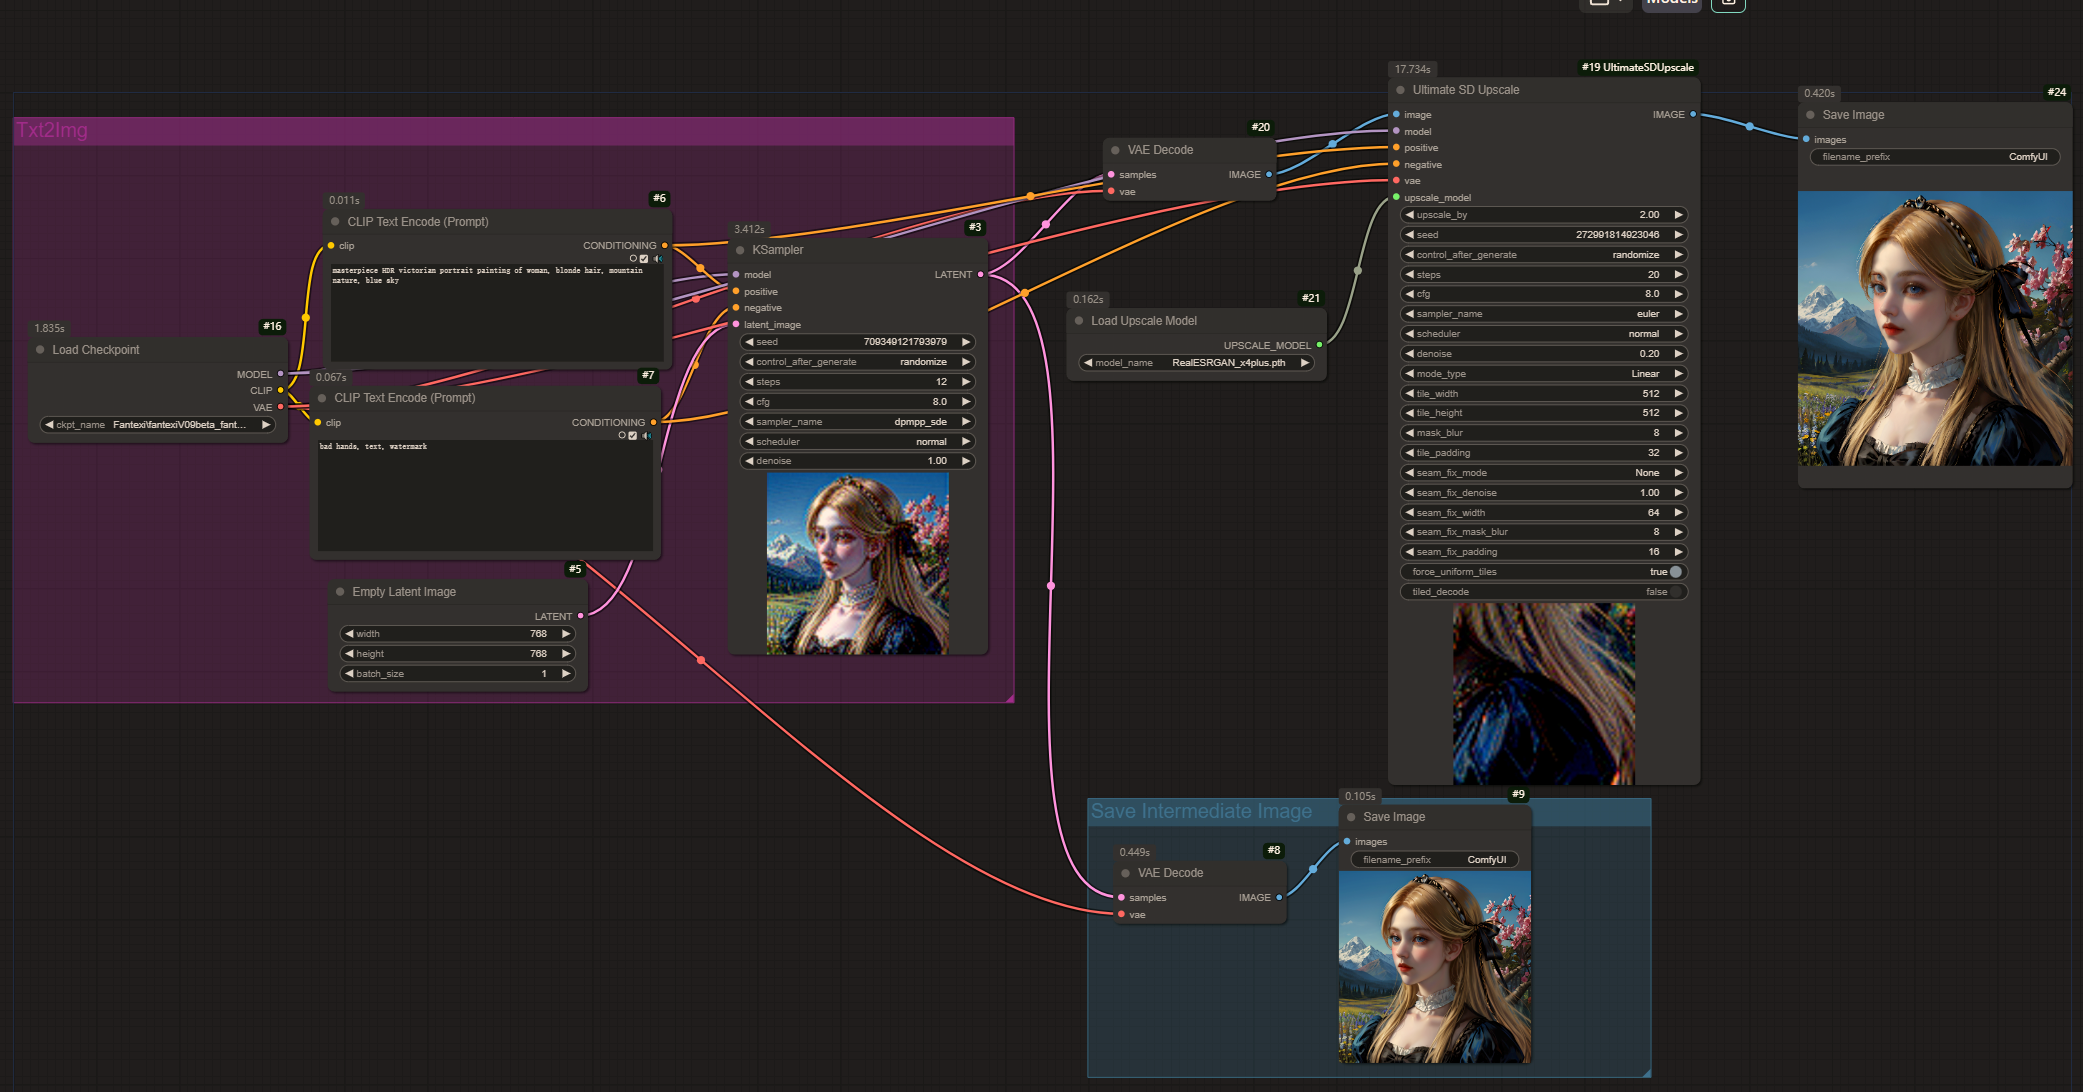 Models
Txt2Img
1.835s
#16
Load Checkpoint
MODEL
CLIP
VAE
ckpt_name Fantexi\fantexiV09beta_fant...
0.011s
#6
CLIP Text Encode (Prompt)
clip
CONDITIONING
masterpiece HDR victorian portrait painting of woman, blonde hair, mountain
nature, blue sky
0.067s
#7
CLIP Text Encode (Prompt)
clip
CONDITIONING
bad hands, text, watermark
#5
Empty Latent Image
LATENT
width 768
height 768
batch_size 1
3.412s
#3
KSampler
model
LATENT
positive
negative
latent_image
seed 709349121793979
control_after_generate randomize
steps 12
cfg 8.0
sampler_name dpmpp_sde
scheduler normal
denoise 1.00
#20
VAE Decode
samples
IMAGE
vae
0.162s
#21
Load Upscale Model
UPSCALE_MODEL
model_name RealESRGAN_x4plus.pth
17.734s
#19 UltimateSDUpscale
Ultimate SD Upscale
image
IMAGE
model
positive
negative
vae
upscale_model
upscale_by 2.00
seed 272991814923046
control_after_generate randomize
steps 20
cfg 8.0
sampler_name euler
scheduler normal
denoise 0.20
mode_type Linear
tile_width 512
tile_height 512
mask_blur 8
tile_padding 32
seam_fix_mode None
seam_fix_denoise 1.00
seam_fix_width 64
seam_fix_mask_blur 8
seam_fix_padding 16
force_uniform_tiles true
tiled_decode false
0.420s
#24
Save Image
images
filename_prefix ComfyUI
Save Intermediate Image
0.449s
#8
VAE Decode
samples
IMAGE
vae
0.105s
#9
Save Image
images
filename_prefix ComfyUI